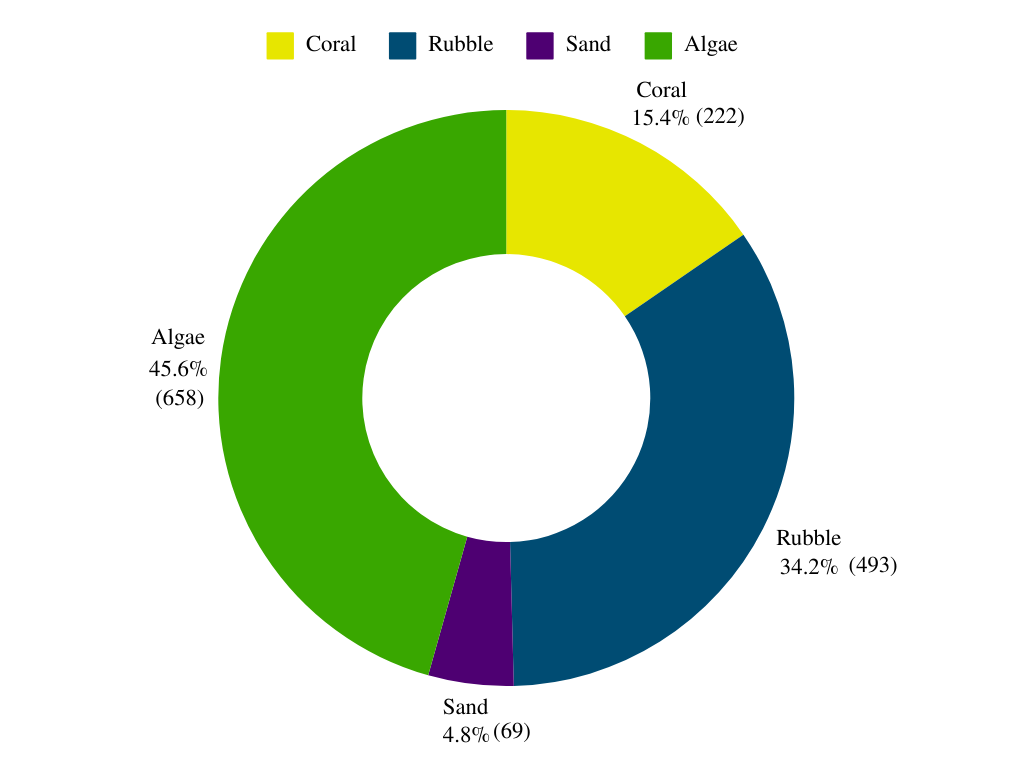 Coral Rubble Sand Algae
Coral
15.4% (222)
Algae
45.6%
(658)
Rubble
34.2% (493)
Sand
4.8% (69)